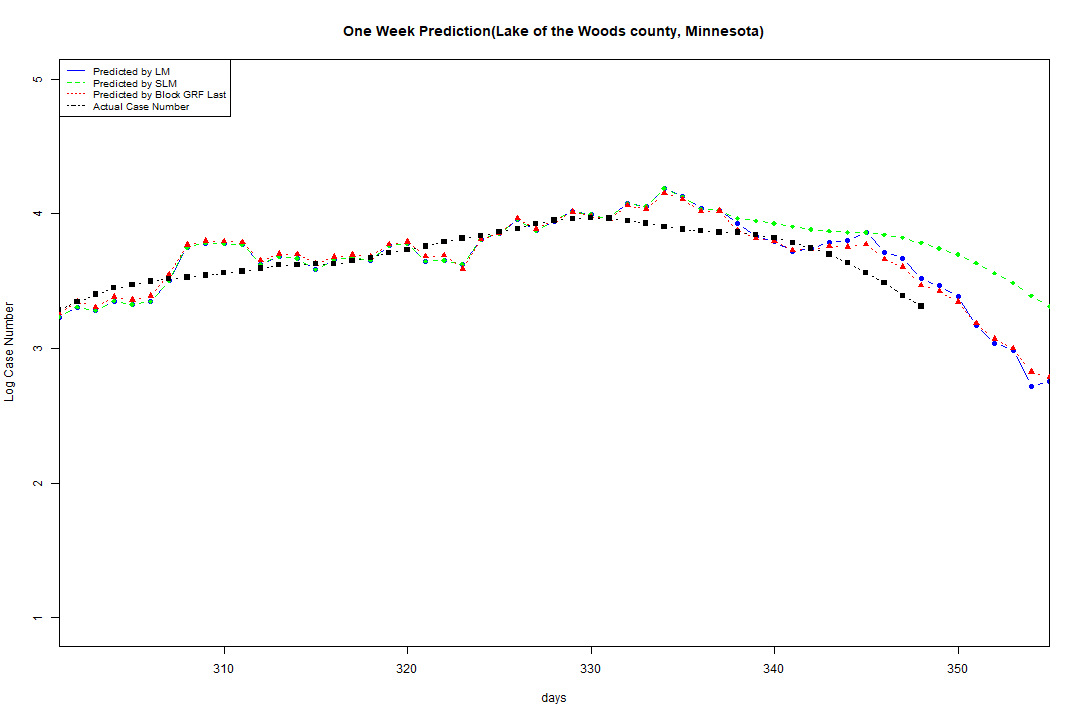 One Week Prediction(Lake of the Woods county, Minnesota)
Predicted by LM
Predicted by SLM
Predicted by Block GRF Last
Actual Case Number
5
4
3
2
1
Log Case Number
310 320 330 340 350
days